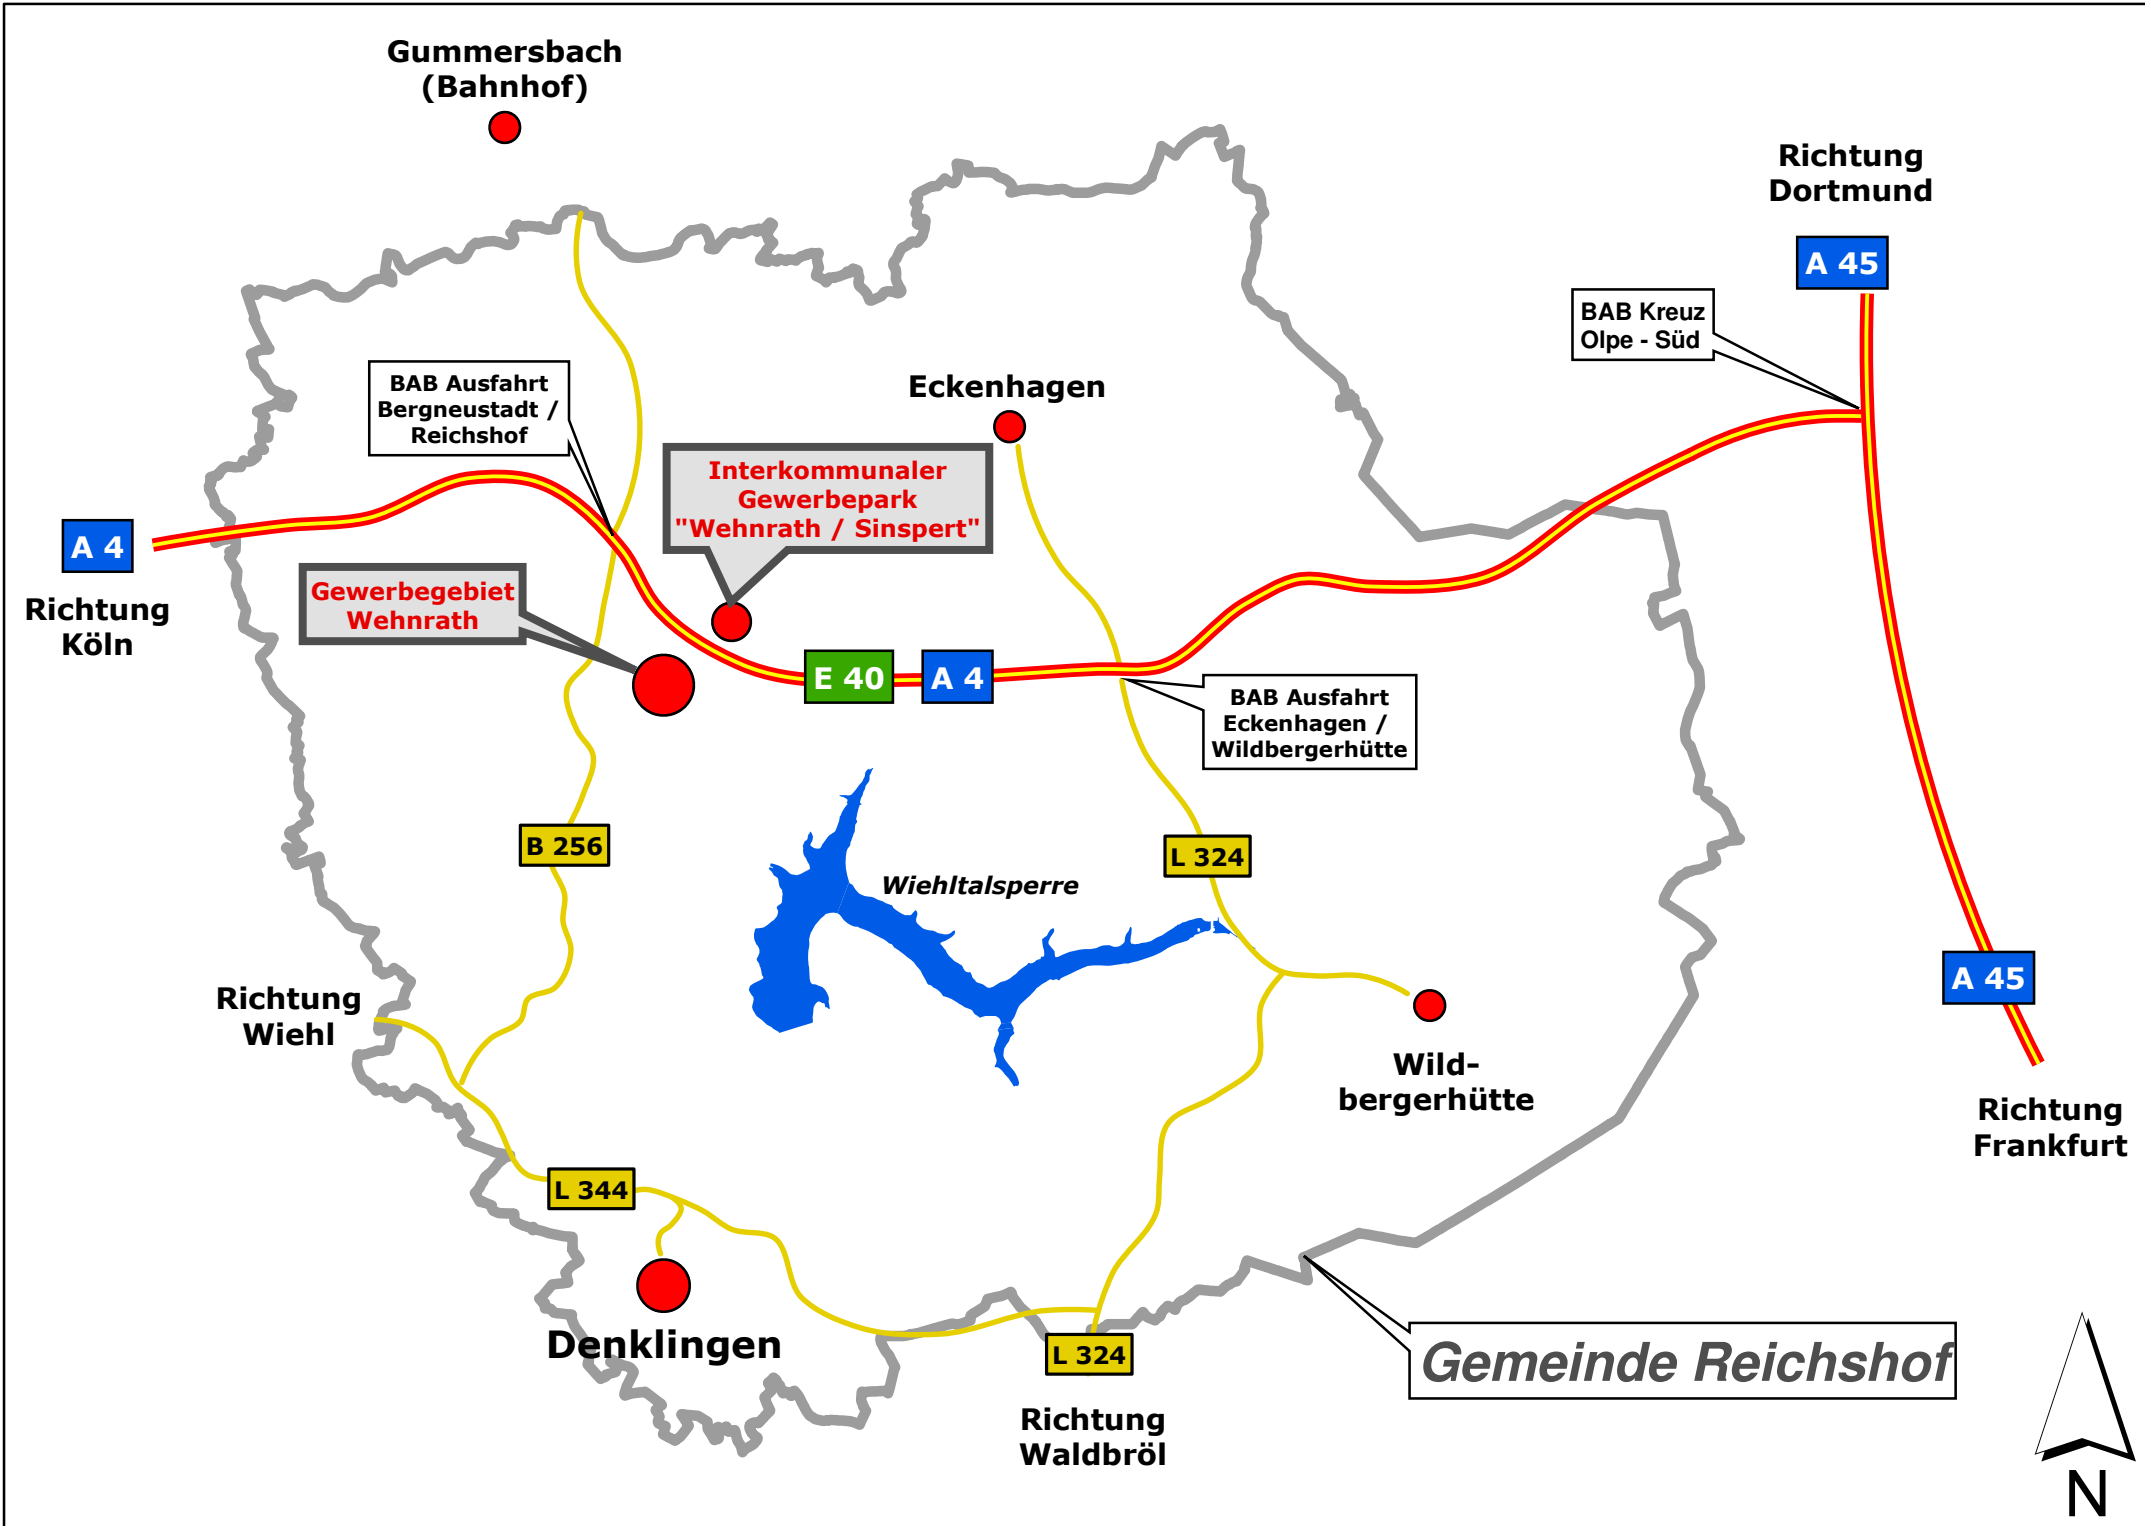 Gummersbach
(Bahnhof)
Richtung
Dortmund
A 45
BAB Kreuz
Olpe - Süd
BAB Ausfahrt
Bergneustadt /
Reichshof
Eckenhagen
Interkommunaler
Gewerbepark
"Wehnrath / Sinspert"
A 4
Richtung
Köln
Gewerbegebiet
Wehnrath
E 40
A 4
BAB Ausfahrt
Eckenhagen /
Wildbergerhütte
B 256
L 324
Wiehltalsperre
A 45
Richtung
Wiehl
Wild-
bergerhütte
Richtung
Frankfurt
L 344
Denklingen
L 324
Gemeinde Reichshof
Richtung
Waldbröl
N